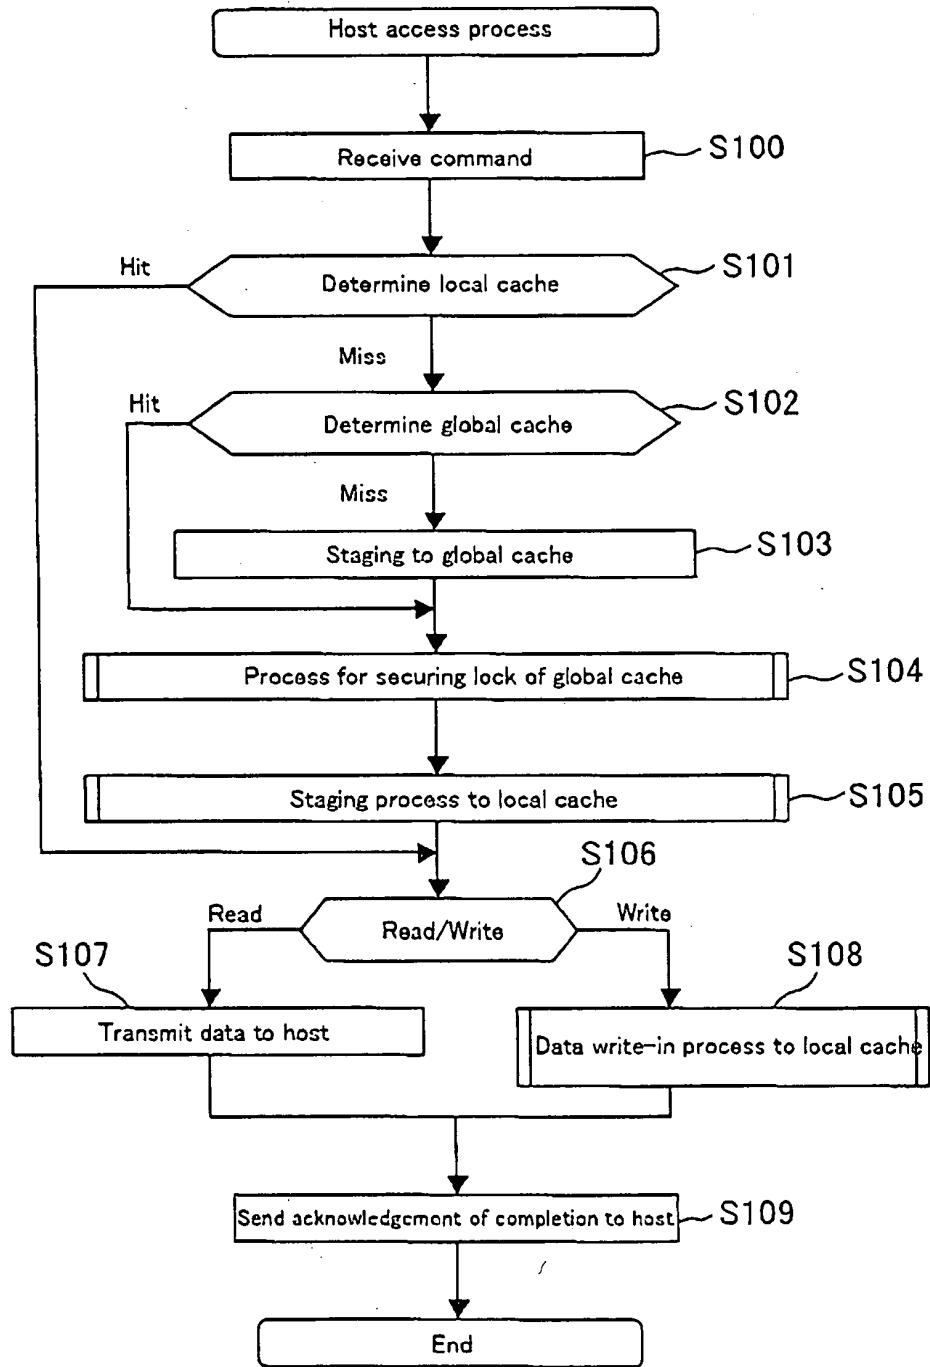 Host access process
Receive command
S100
Hit
Determine local cache
S101
Miss
Hit
Determine global cache
S102
Miss
Staging to global cache
S103
Process for securing lock of global cache
S104
Staging process to local cache
S105
S106
Read
Read/Write
Write
S107
S108
Transmit data to host
Data write-in process to local cache
Send acknowledgement of completion to host
S109
End